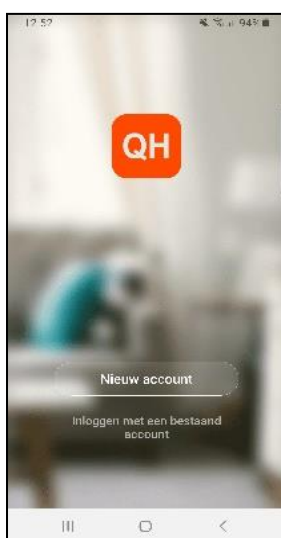 12:52
94%
QH
Nieuw account
Inloggen met een bestaand
account